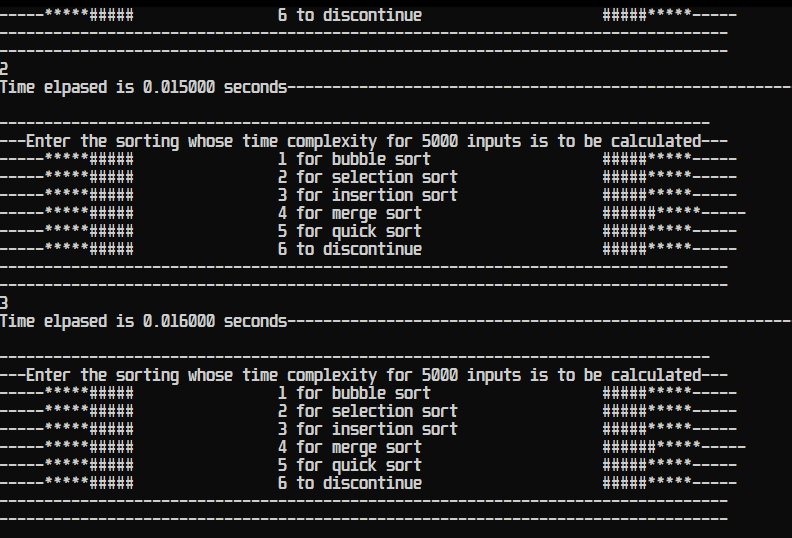 -----*****#####                6 to discontinue                    #####*****-----
---------------------------------------------------------------------------------
---------------------------------------------------------------------------------
2
Time elpased is 0.015000 seconds--------------------------------------------------------
-------------------------------------------------------------------------------
---Enter the sorting whose time complexity for 5000 inputs is to be calculated---
-----*****#####                1 for bubble sort                   #####*****-----
-----*****#####                2 for selection sort                #####*****-----
-----*****#####                3 for insertion sort                #####*****-----
-----*****#####                4 for merge sort                    ######*****-----
-----*****#####                5 for quick sort                    #####*****-----
-----*****#####                6 to discontinue                    #####*****-----
---------------------------------------------------------------------------------
---------------------------------------------------------------------------------
3
Time elpased is 0.016000 seconds--------------------------------------------------------
-------------------------------------------------------------------------------
---Enter the sorting whose time complexity for 5000 inputs is to be calculated---
-----*****#####                1 for bubble sort                   #####*****-----
-----*****#####                2 for selection sort                #####*****-----
-----*****#####                3 for insertion sort                #####*****-----
-----*****#####                4 for merge sort                    ######*****-----
-----*****#####                5 for quick sort                    #####*****-----
-----*****#####                6 to discontinue                    #####*****-----
---------------------------------------------------------------------------------
---------------------------------------------------------------------------------